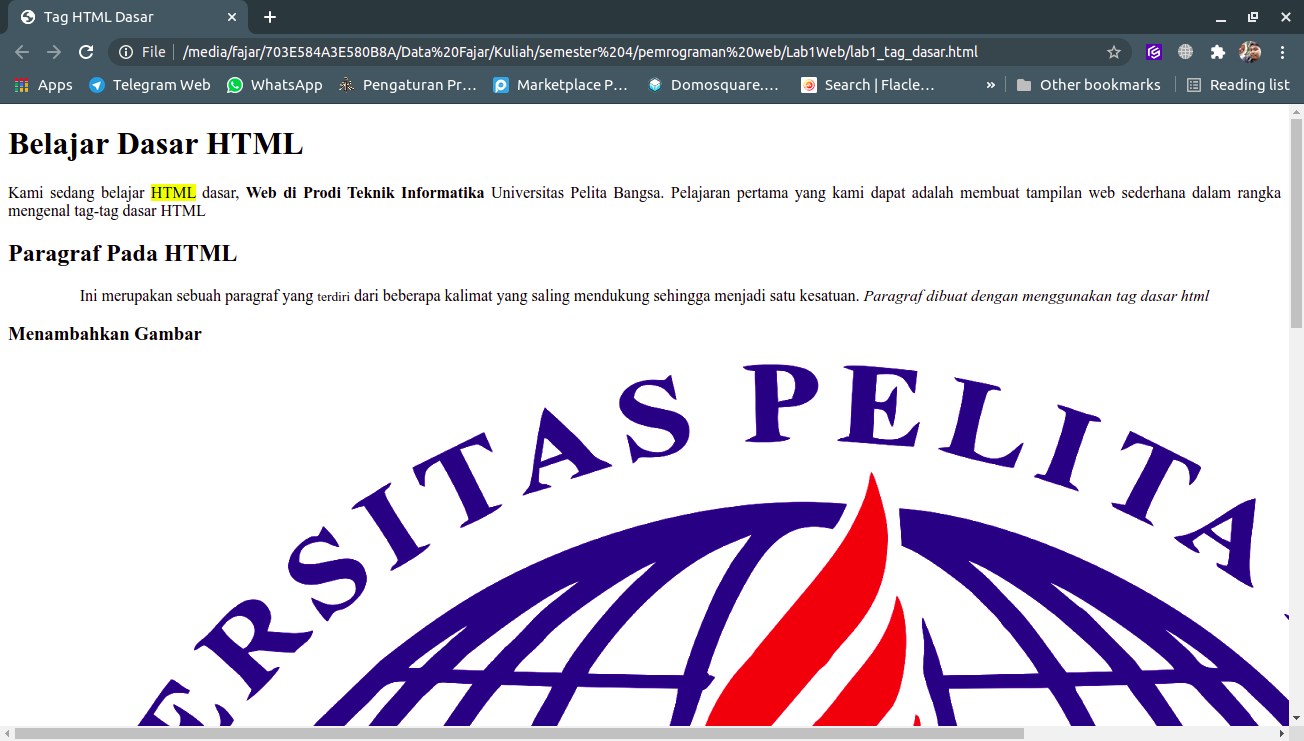 Tag HTML Dasar
File
/media/fajar/703E584A3E580B8A/Data%20Fajar/Kuliah/semester%204/pemrograman%20web/Lab1Web/lab1_tag_dasar.html
Apps
Telegram Web
WhatsApp
Pengaturan Pr...
Marketplace P...
Domosquare....
Search | Flacle...
»
Other bookmarks
Reading list
Belajar Dasar HTML
Kami sedang belajar HTML dasar, Web di Prodi Teknik Informatika Universitas Pelita Bangsa. Pelajaran pertama yang kami dapat adalah membuat tampilan web sederhana dalam rangka
mengenal tag-tag dasar HTML
Paragraf Pada HTML
Ini merupakan sebuah paragraf yang terdiri dari beberapa kalimat yang saling mendukung sehingga menjadi satu kesatuan. Paragraf dibuat dengan menggunakan tag dasar html
Menambahkan Gambar
ERSITAS PELITA